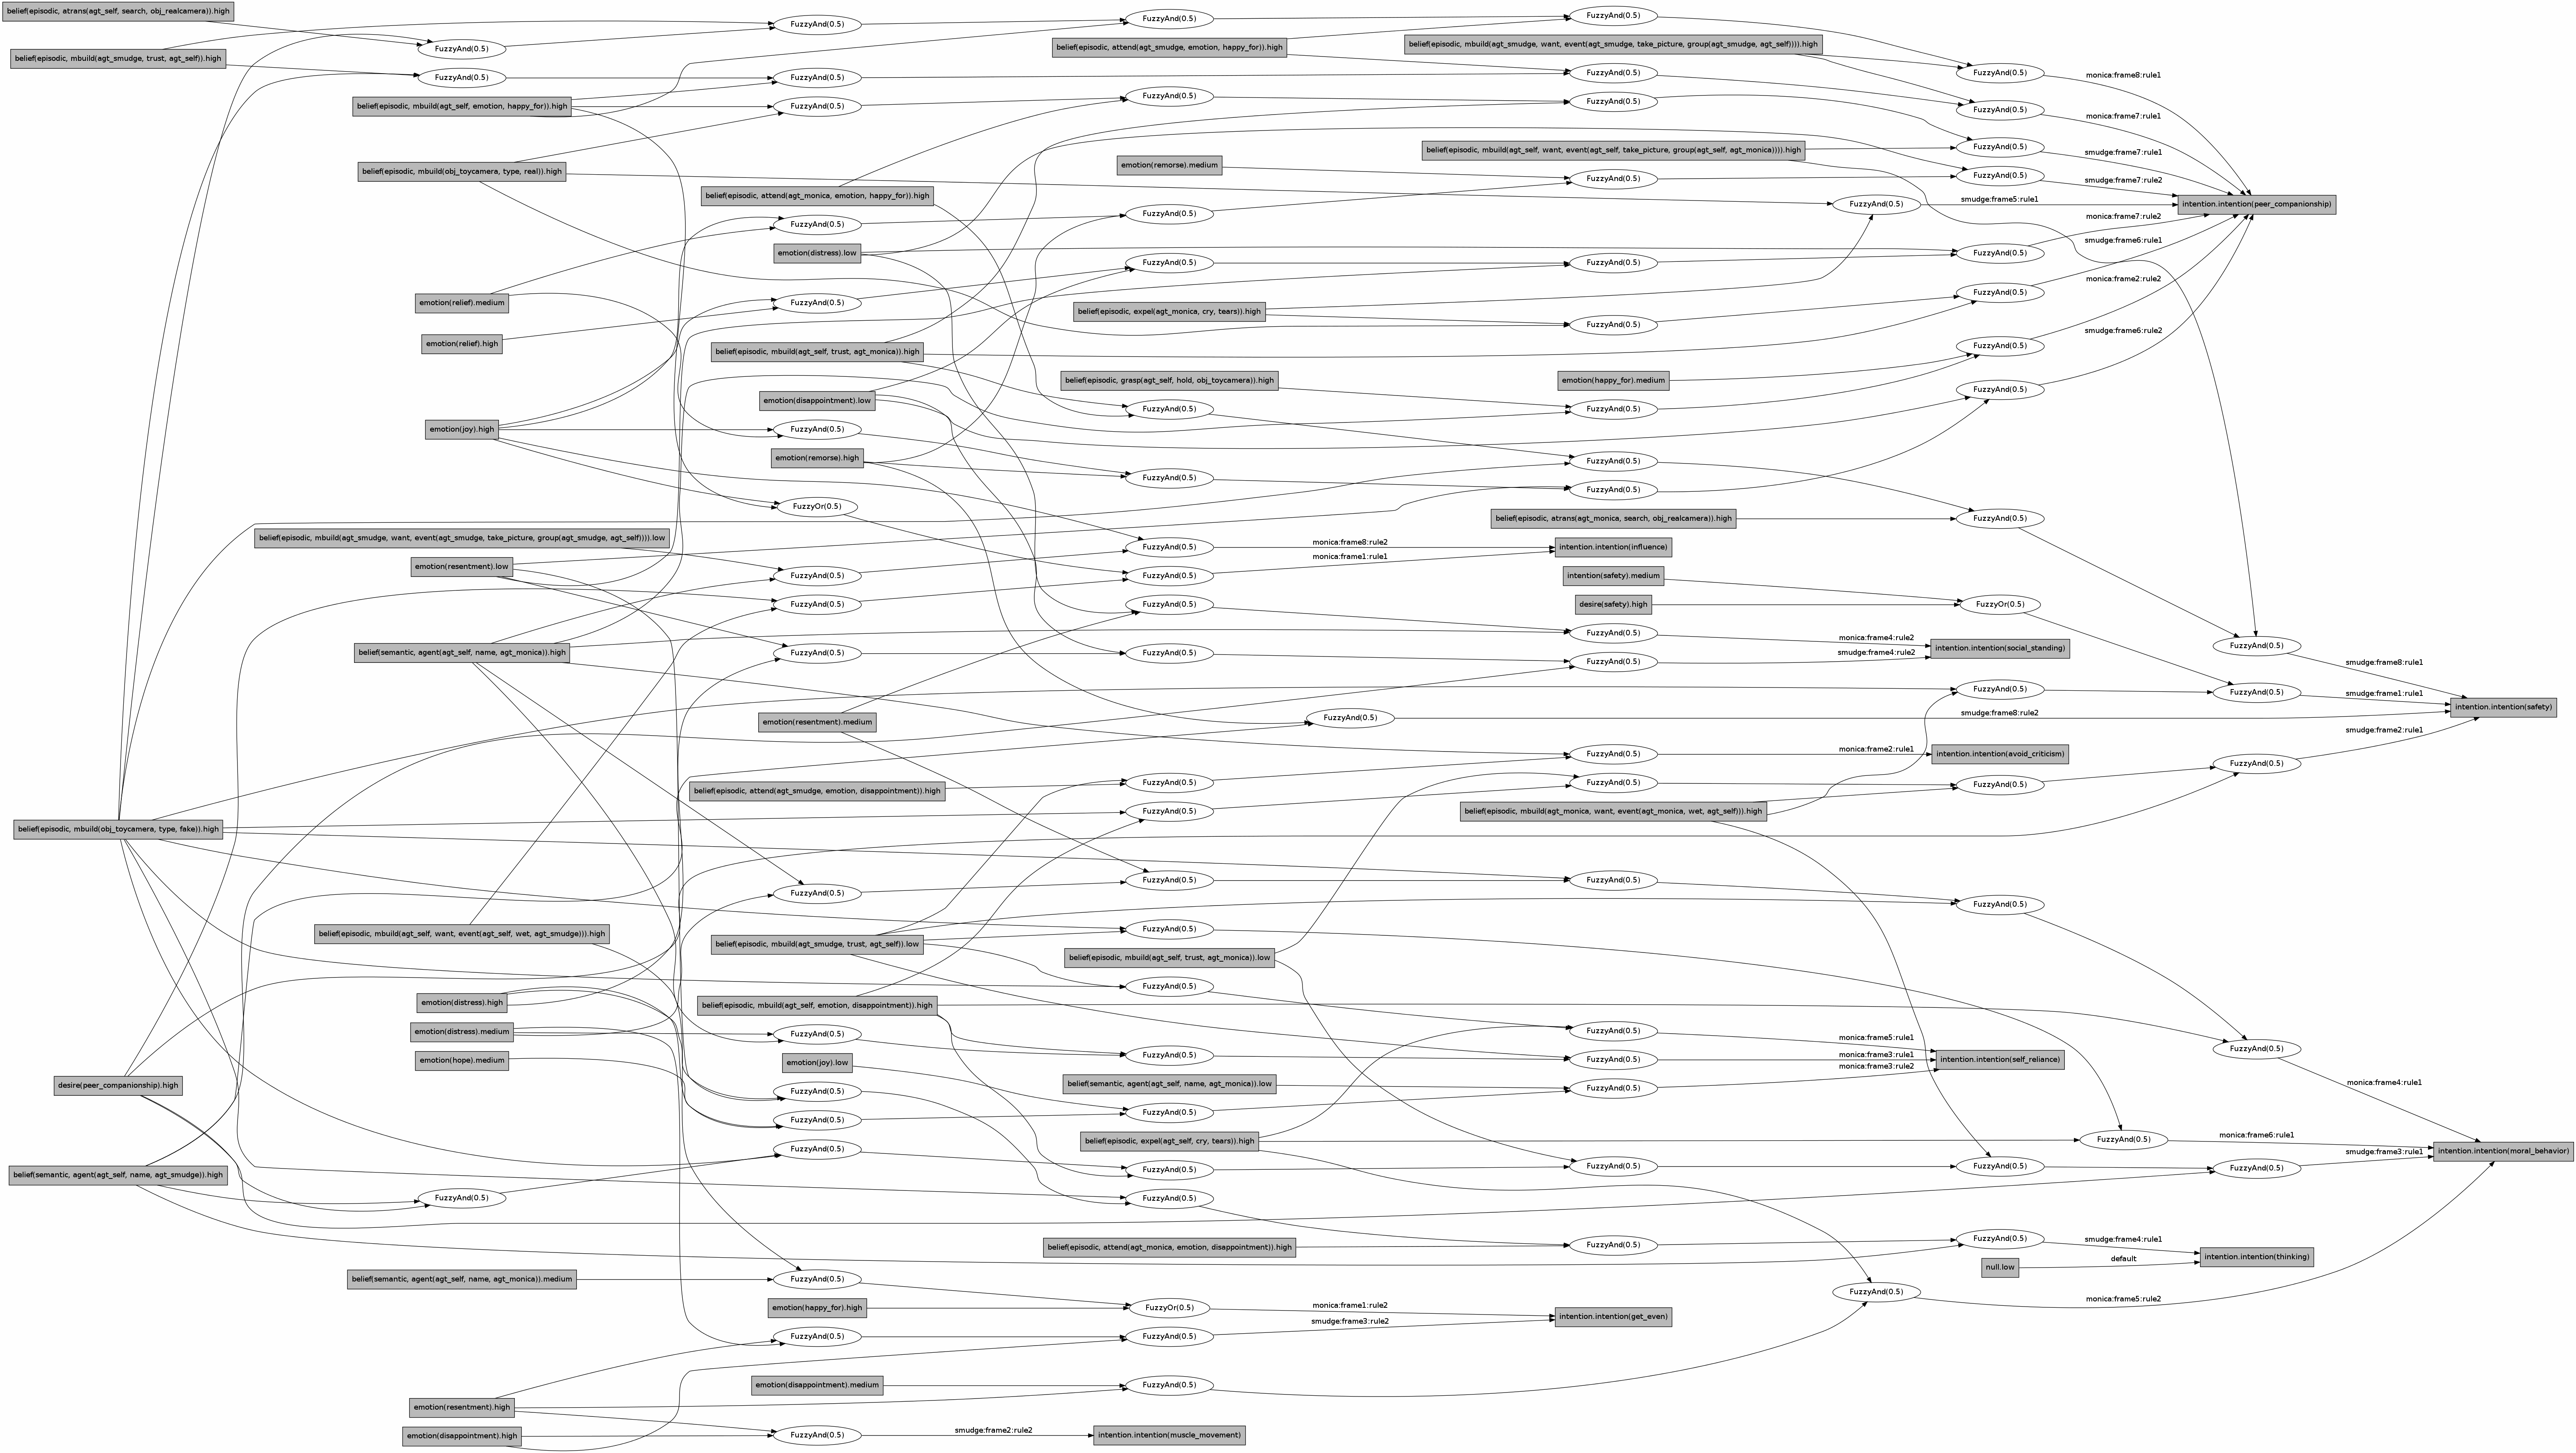 belief(episodic, atrans(agt_self, search, obj_realcamera)).high
belief(episodic, mbuild(agt_smudge, trust, agt_self)).high
FuzzyAnd(0.5)
FuzzyAnd(0.5)
belief(episodic, mbuild(agt_self, emotion, happy_for)).high
belief(episodic, mbuild(obj_toycamera, type, real)).high
emotion(relief).medium
emotion(relief).high
emotion(joy).high
belief(episodic, mbuild(agt_smudge, want, event(agt_smudge, take_picture, group(agt_smudge, agt_self)))).low
emotion(resentment).low
belief(semantic, agent(agt_self, name, agt_monica)).high
belief(episodic, mbuild(obj_toycamera, type, fake)).high
belief(episodic, mbuild(agt_self, want, event(agt_self, wet, agt_smudge))).high
emotion(distress).high
emotion(distress).medium
emotion(hope).medium
desire(peer_companionship).high
belief(semantic, agent(agt_self, name, agt_smudge)).high
FuzzyAnd(0.5)
belief(semantic, agent(agt_self, name, agt_monica)).medium
emotion(resentment).high
emotion(disappointment).high
FuzzyAnd(0.5)
FuzzyAnd(0.5)
FuzzyAnd(0.5)
belief(episodic, attend(agt_monica, emotion, happy_for)).high
FuzzyAnd(0.5)
emotion(distress).low
FuzzyAnd(0.5)
belief(episodic, mbuild(agt_self, trust, agt_monica)).high
emotion(disappointment).low
FuzzyAnd(0.5)
emotion(remorse).high
FuzzyOr(0.5)
FuzzyAnd(0.5)
FuzzyAnd(0.5)
FuzzyAnd(0.5)
emotion(resentment).medium
belief(episodic, attend(agt_smudge, emotion, disappointment)).high
FuzzyAnd(0.5)
belief(episodic, mbuild(agt_smudge, trust, agt_self)).low
belief(episodic, mbuild(agt_self, emotion, disappointment)).high
FuzzyAnd(0.5)
emotion(joy).low
FuzzyAnd(0.5)
FuzzyAnd(0.5)
FuzzyAnd(0.5)
FuzzyAnd(0.5)
emotion(happy_for).high
FuzzyAnd(0.5)
emotion(disappointment).medium
FuzzyAnd(0.5)
smudge:frame2:rule2
FuzzyAnd(0.5)
belief(episodic, attend(agt_smudge, emotion, happy_for)).high
FuzzyAnd(0.5)
emotion(remorse).medium
FuzzyAnd(0.5)
FuzzyAnd(0.5)
belief(episodic, expel(agt_monica, cry, tears)).high
belief(episodic, grasp(agt_self, hold, obj_toycamera)).high
FuzzyAnd(0.5)
FuzzyAnd(0.5)
FuzzyAnd(0.5)
FuzzyAnd(0.5)
FuzzyAnd(0.5)
FuzzyAnd(0.5)
FuzzyAnd(0.5)
FuzzyAnd(0.5)
FuzzyAnd(0.5)
FuzzyAnd(0.5)
FuzzyAnd(0.5)
belief(episodic, mbuild(agt_self, trust, agt_monica)).low
FuzzyAnd(0.5)
FuzzyAnd(0.5)
belief(semantic, agent(agt_self, name, agt_monica)).low
FuzzyAnd(0.5)
belief(episodic, expel(agt_self, cry, tears)).high
FuzzyAnd(0.5)
FuzzyAnd(0.5)
belief(episodic, attend(agt_monica, emotion, disappointment)).high
FuzzyOr(0.5)
FuzzyAnd(0.5)
FuzzyAnd(0.5)
intention.intention(muscle_movement)
monica:frame8:rule2
monica:frame1:rule1
monica:frame1:rule2
smudge:frame3:rule2
FuzzyAnd(0.5)
belief(episodic, mbuild(agt_smudge, want, event(agt_smudge, take_picture, group(agt_smudge, agt_self)))).high
FuzzyAnd(0.5)
FuzzyAnd(0.5)
belief(episodic, mbuild(agt_self, want, event(agt_self, take_picture, group(agt_self, agt_monica)))).high
FuzzyAnd(0.5)
FuzzyAnd(0.5)
FuzzyAnd(0.5)
emotion(happy_for).medium
FuzzyAnd(0.5)
FuzzyAnd(0.5)
FuzzyAnd(0.5)
belief(episodic, atrans(agt_monica, search, obj_realcamera)).high
intention.intention(influence)
intention(safety).medium
desire(safety).high
FuzzyAnd(0.5)
FuzzyAnd(0.5)
FuzzyAnd(0.5)
FuzzyAnd(0.5)
belief(episodic, mbuild(agt_monica, want, event(agt_monica, wet, agt_self))).high
FuzzyAnd(0.5)
FuzzyAnd(0.5)
FuzzyAnd(0.5)
FuzzyAnd(0.5)
FuzzyAnd(0.5)
FuzzyAnd(0.5)
intention.intention(get_even)
FuzzyAnd(0.5)
smudge:frame5:rule1
monica:frame4:rule2
smudge:frame4:rule2
smudge:frame8:rule2
monica:frame2:rule1
monica:frame5:rule1
monica:frame3:rule1
monica:frame3:rule2
FuzzyAnd(0.5)
FuzzyAnd(0.5)
FuzzyAnd(0.5)
FuzzyAnd(0.5)
FuzzyAnd(0.5)
FuzzyAnd(0.5)
FuzzyAnd(0.5)
FuzzyAnd(0.5)
FuzzyAnd(0.5)
FuzzyAnd(0.5)
FuzzyOr(0.5)
intention.intention(social_standing)
FuzzyAnd(0.5)
intention.intention(avoid_criticism)
FuzzyAnd(0.5)
FuzzyAnd(0.5)
intention.intention(self_reliance)
FuzzyAnd(0.5)
FuzzyAnd(0.5)
FuzzyAnd(0.5)
null.low
monica:frame8:rule1
monica:frame7:rule1
smudge:frame7:rule1
smudge:frame7:rule2
monica:frame7:rule2
smudge:frame6:rule1
monica:frame2:rule2
smudge:frame6:rule2
smudge:frame4:rule1
default
monica:frame5:rule2
intention.intention(peer_companionship)
FuzzyAnd(0.5)
FuzzyAnd(0.5)
FuzzyAnd(0.5)
FuzzyAnd(0.5)
monica:frame6:rule1
FuzzyAnd(0.5)
intention.intention(thinking)
smudge:frame8:rule1
smudge:frame1:rule1
smudge:frame2:rule1
monica:frame4:rule1
smudge:frame3:rule1
intention.intention(safety)
intention.intention(moral_behavior)